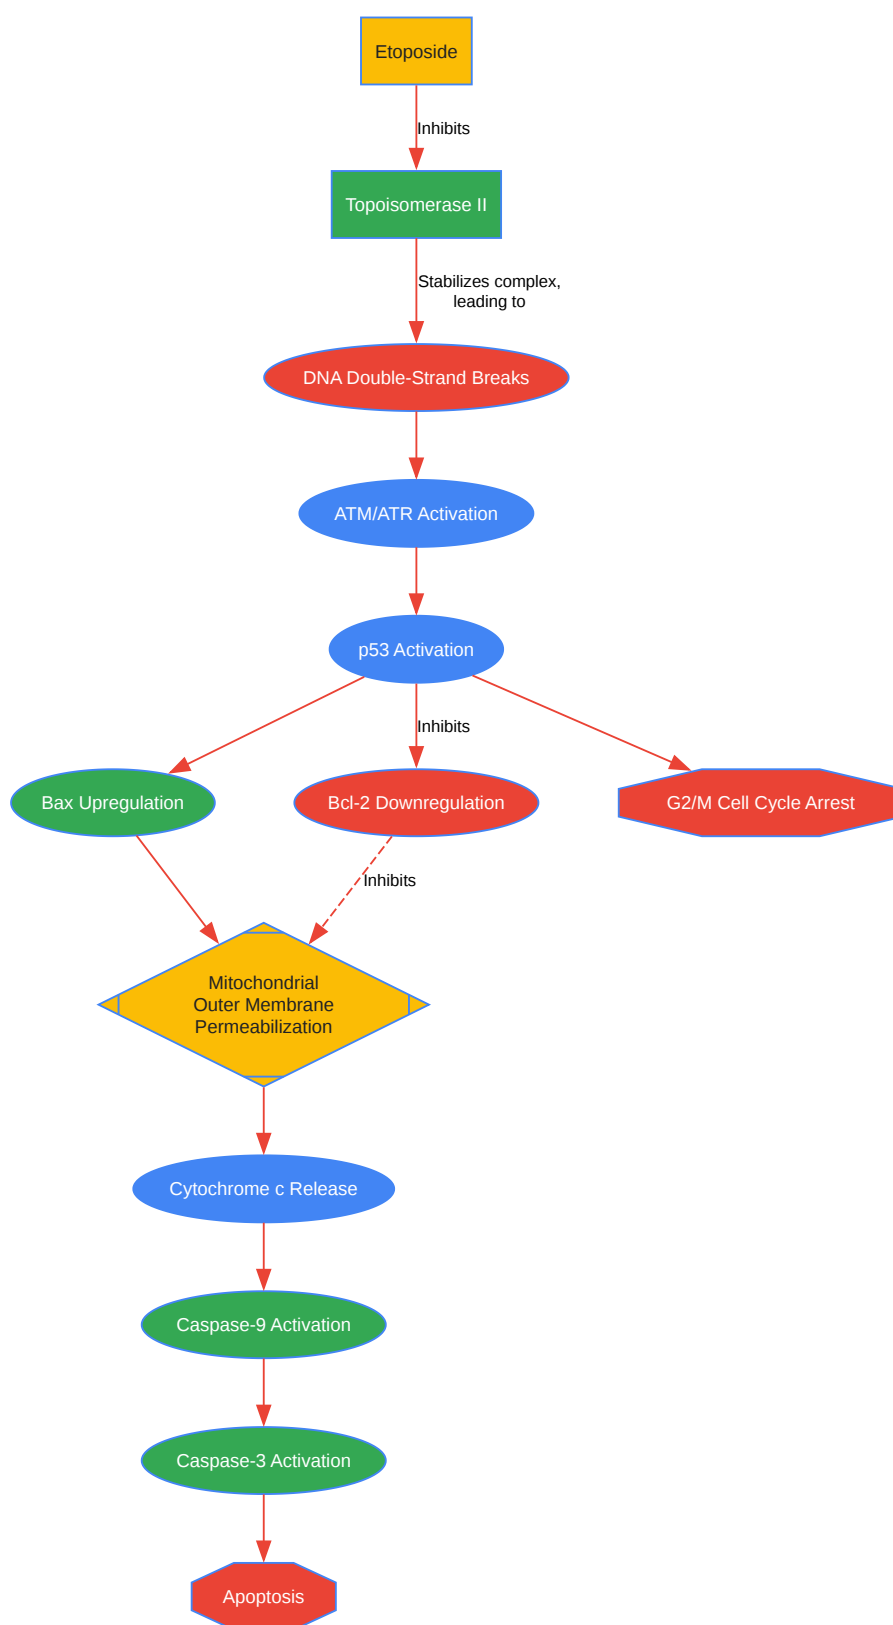 Etoposide
Inhibits
Topoisomerase II
Stabilizes complex,
leading to
DNA Double-Strand Breaks
ATM/ATR Activation
p53 Activation
Inhibits
Bax Upregulation
Bcl-2 Downregulation
G2/M Cell Cycle Arrest
Inhibits
Mitochondrial
Outer Membrane
Permeabilization
Cytochrome c Release
Caspase-9 Activation
Caspase-3 Activation
Apoptosis